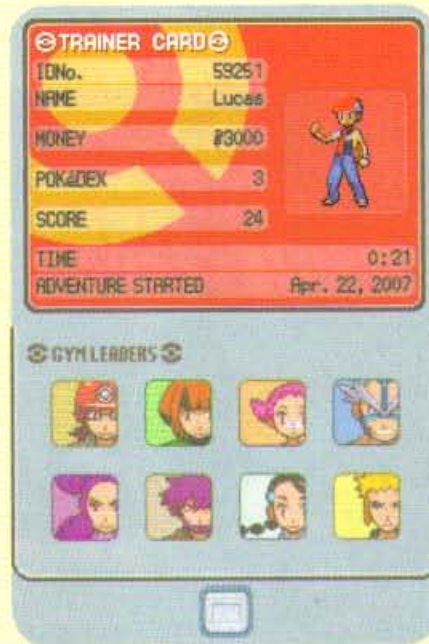 TRAINER CARD
IDNo. 59251
NAME Lucas
MONEY ₽3000
POKéDEX 3
SCORE 24
TIME 0:21
ADVENTURE STARTED Apr. 22, 2007
GYM LEADERS